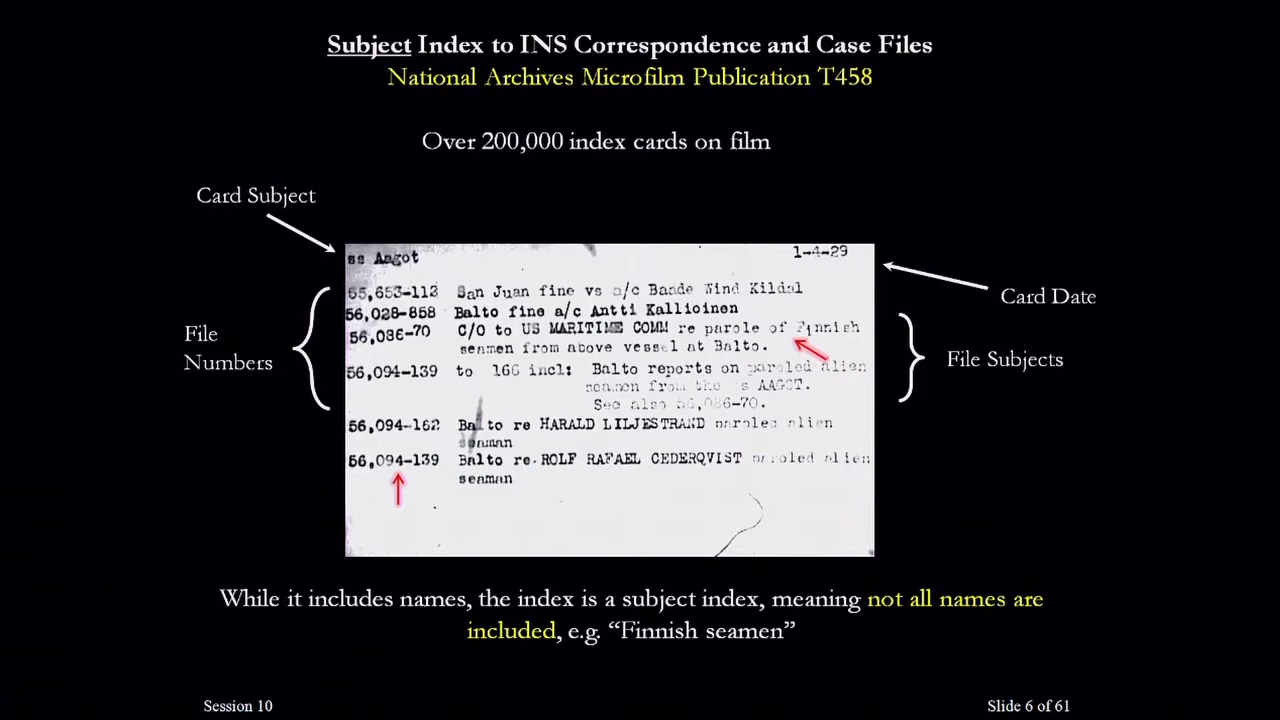 Subject Index to INS Correspondence and Case Files
National Archives Microfilm Publication T458
Over 200,000 index cards on film
Card Subject
ss Aagot 1-4-29
55,653-113 San Juan fine vs a/c Baade Wind Kildal
56,028-858 Balto fine a/c Antti Kallioinen
56,086-70 C/O to US MARITIME COMM re parole of Finnish
seamen from above vessel at Balto.
56,094-139 to 166 incl: Balto reports on paroled alien
seamen from the ss AAGOT.
See also 56,086-70.
56,094-162 Balto re HARALD LILJESTRAND paroles alien
seaman
56,094-139 Balto re ROLF RAFAEL CEDERQVIST paroled alien
seaman
Card Date
File
Numbers
File Subjects
While it includes names, the index is a subject index, meaning not all names are
included, e.g. “Finnish seamen”
Session 10
Slide 6 of 61